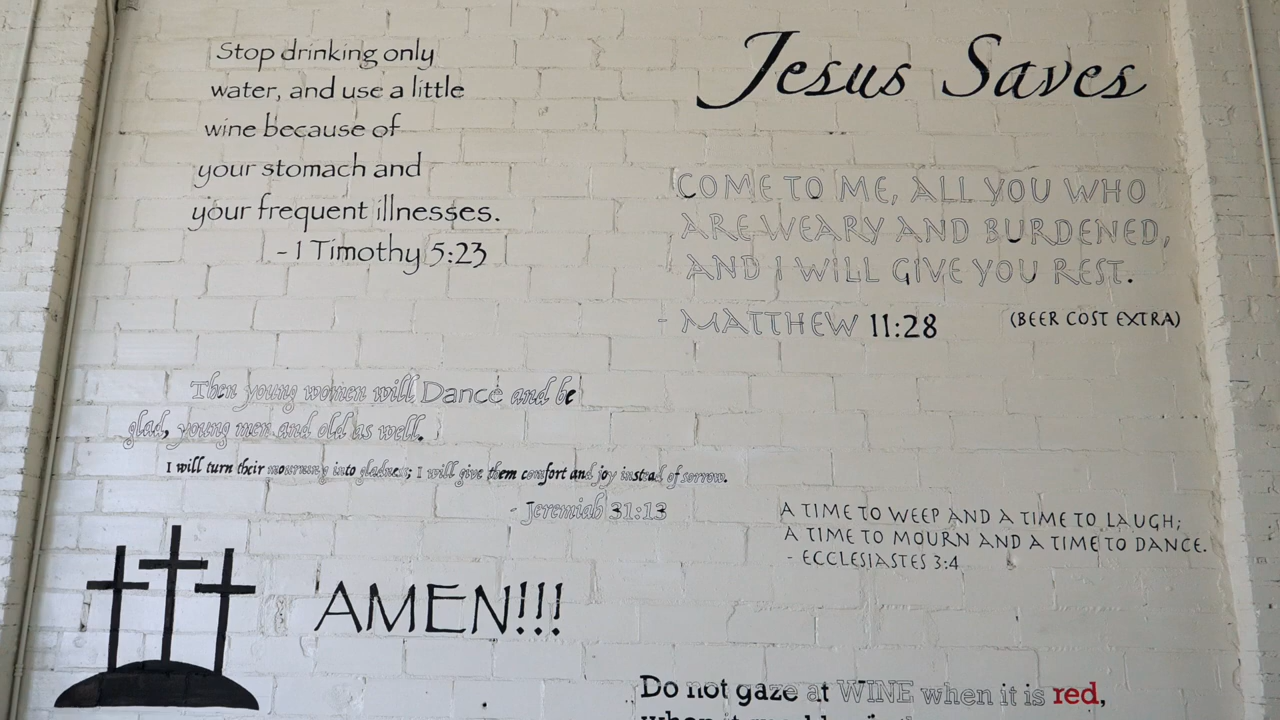 Stop drinking only
water, and use a little
wine because of
your stomach and
your frequent illnesses.
- 1 Timothy 5:23
Jesus Saves
COME TO ME, ALL YOU WHO
ARE WEARY AND BURDENED,
AND I WILL GIVE YOU REST.
- MATTHEW 11:28
(BEER COST EXTRA)
Then young women will Dance and be
glad, young men and old as well.
I will turn their mourning into gladness; I will give them comfort and joy instead of sorrow.
- Jeremiah 31:13
A TIME TO WEEP AND A TIME TO LAUGH;
A TIME TO MOURN AND A TIME TO DANCE.
- ECCLESIASTES 3:4
AMEN!!!
Do not gaze at WINE when it is red,